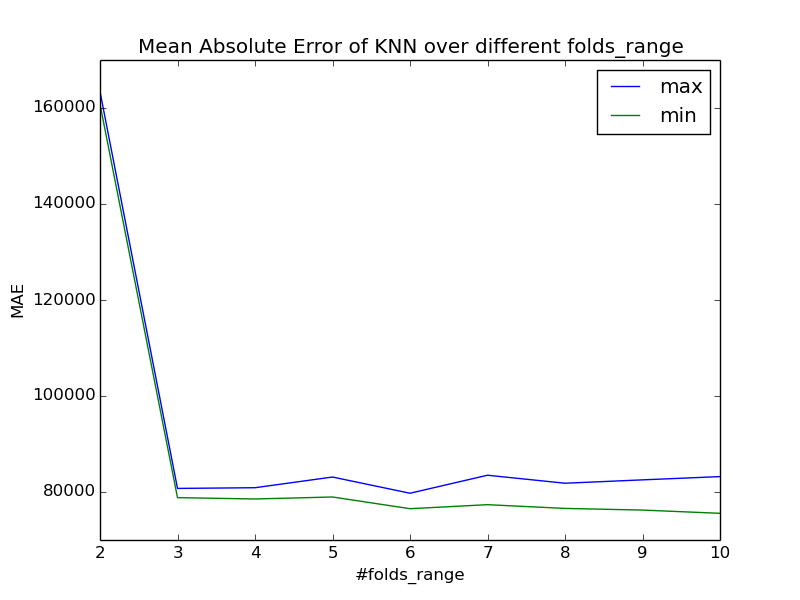 Mean Absolute Error of KNN over different folds_range
max
min
160000
140000
120000
100000
80000
MAE
2 3 4 5 6 7 8 9 10
#folds_range